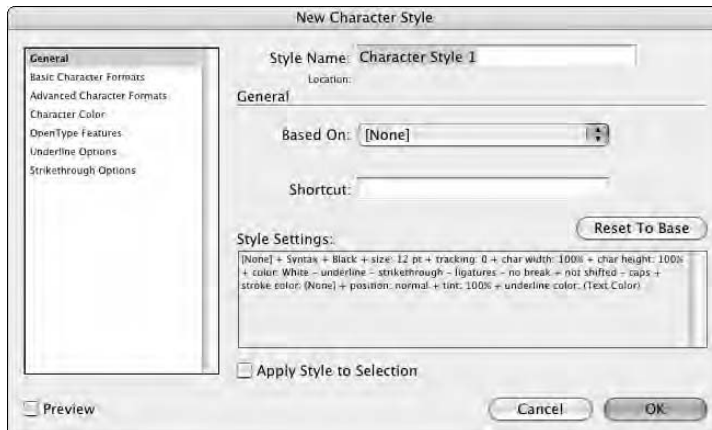 New Character Style
General
Basic Character Formats
Advanced Character Formats
Character Color
OpenType Features
Underline Options
Strikethrough Options
Style Name: Character Style 1
Location:
General
Based On: [None]
Shortcut:
Reset To Base
Style Settings:
[None] + Syntax + Black + size: 12 pt + tracking: 0 + char width: 100% + char height: 100%
+ color: White - underline - strikethrough - ligatures - no break + not shifted - caps +
stroke color: (None) + position: normal + tint: 100% + underline color: (Text Color)
Apply Style to Selection
Preview
Cancel
OK